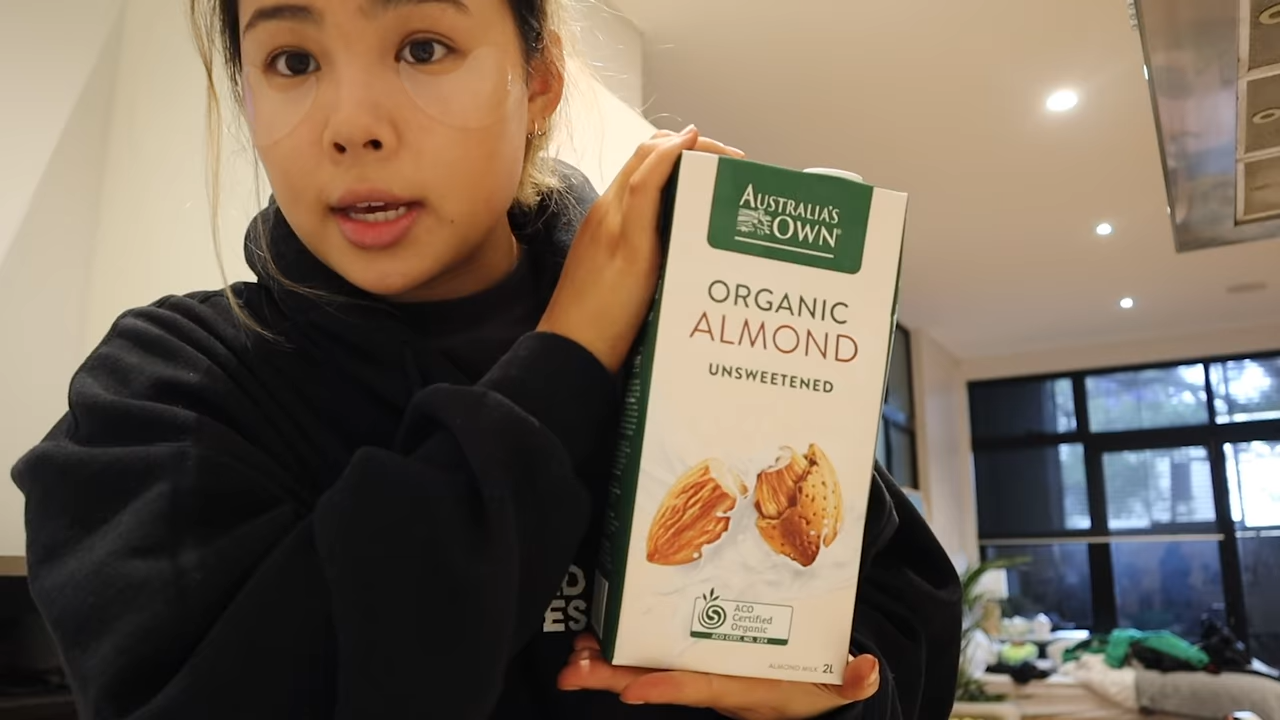 AUSTRALIA'S
OWN®
ORGANIC
ALMOND
UNSWEETENED
ACO
Certified
Organic
ACO CERT. NO. 224
ALMOND MILK 2L